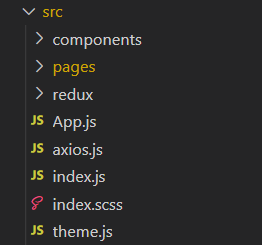 src
components
pages
redux
JS App.js
JS axios.js
JS index.js
index.scss
JS theme.js